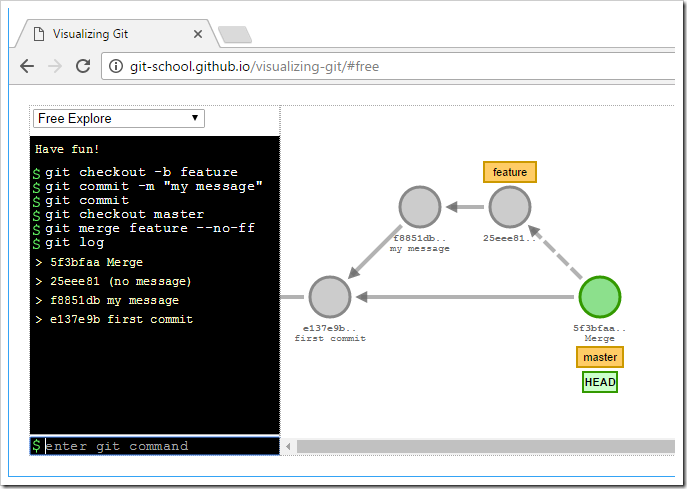 Visualizing Git
git-school.github.io/visualizing-git/#free
Free Explore
Have fun!
$ git checkout -b feature
$ git commit -m "my message"
$ git commit
$ git checkout master
$ git merge feature --no-ff
$ git log
> 5f3bfaa Merge
> 25eee81 (no message)
> f8851db my message
> e137e9b first commit
$ enter git command
feature
f8851db..
my message
25eee81..
e137e9b..
first commit
5f3bfaa..
Merge
master
HEAD